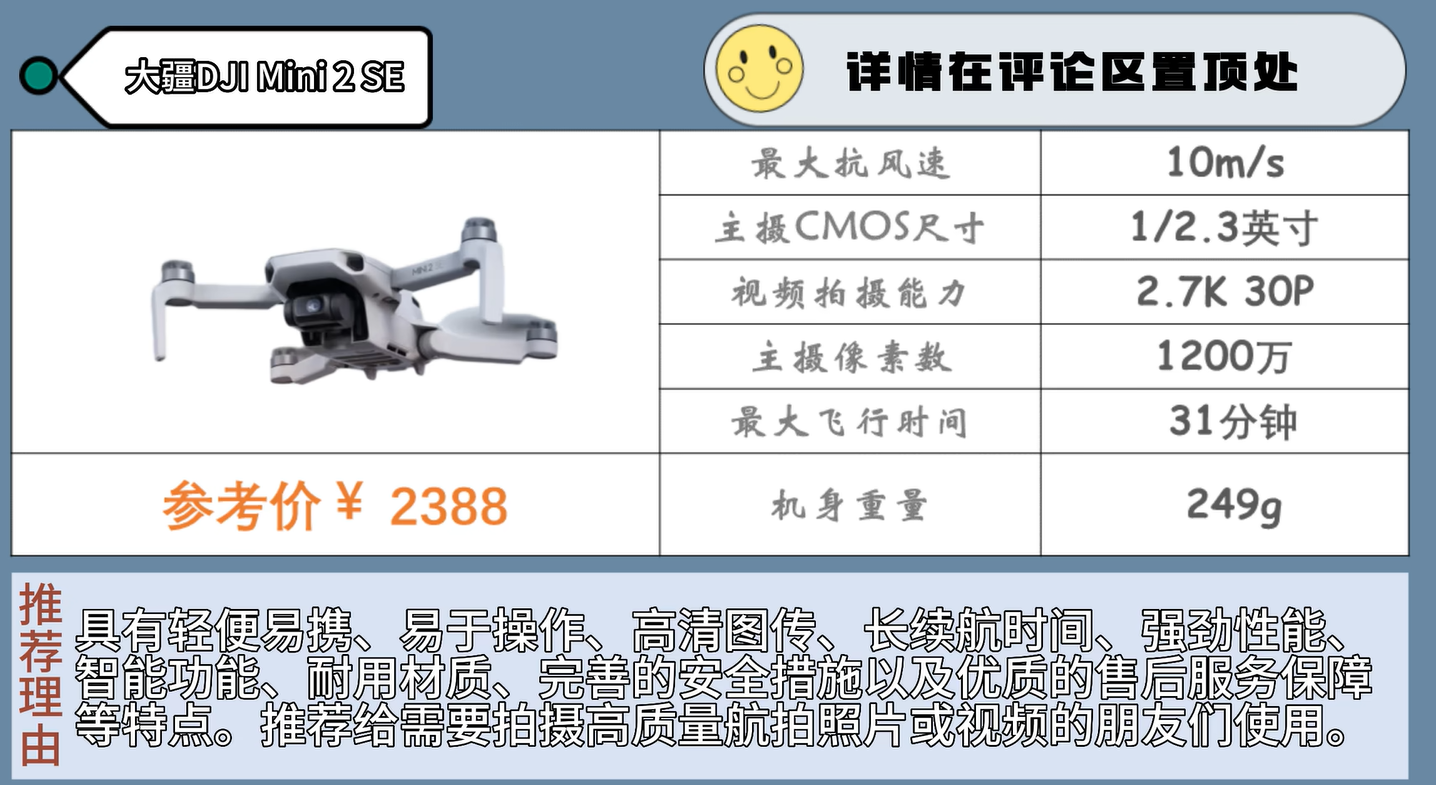 大疆DJI Mini 2 SE
详情在评论区置顶处
最大抗风速 10m/s
主摄CMOS尺寸 1/2.3英寸
视频拍摄能力 2.7K 30P
主摄像素数 1200万
最大飞行时间 31分钟
参考价￥ 2388 机身重量 249g
MINI 2
推荐理由
具有轻便易携、易于操作、高清图传、长续航时间、强劲性能、
智能功能、耐用材质、完善的安全措施以及优质的售后服务保障
等特点。推荐给需要拍摄高质量航拍照片或视频的朋友们使用。